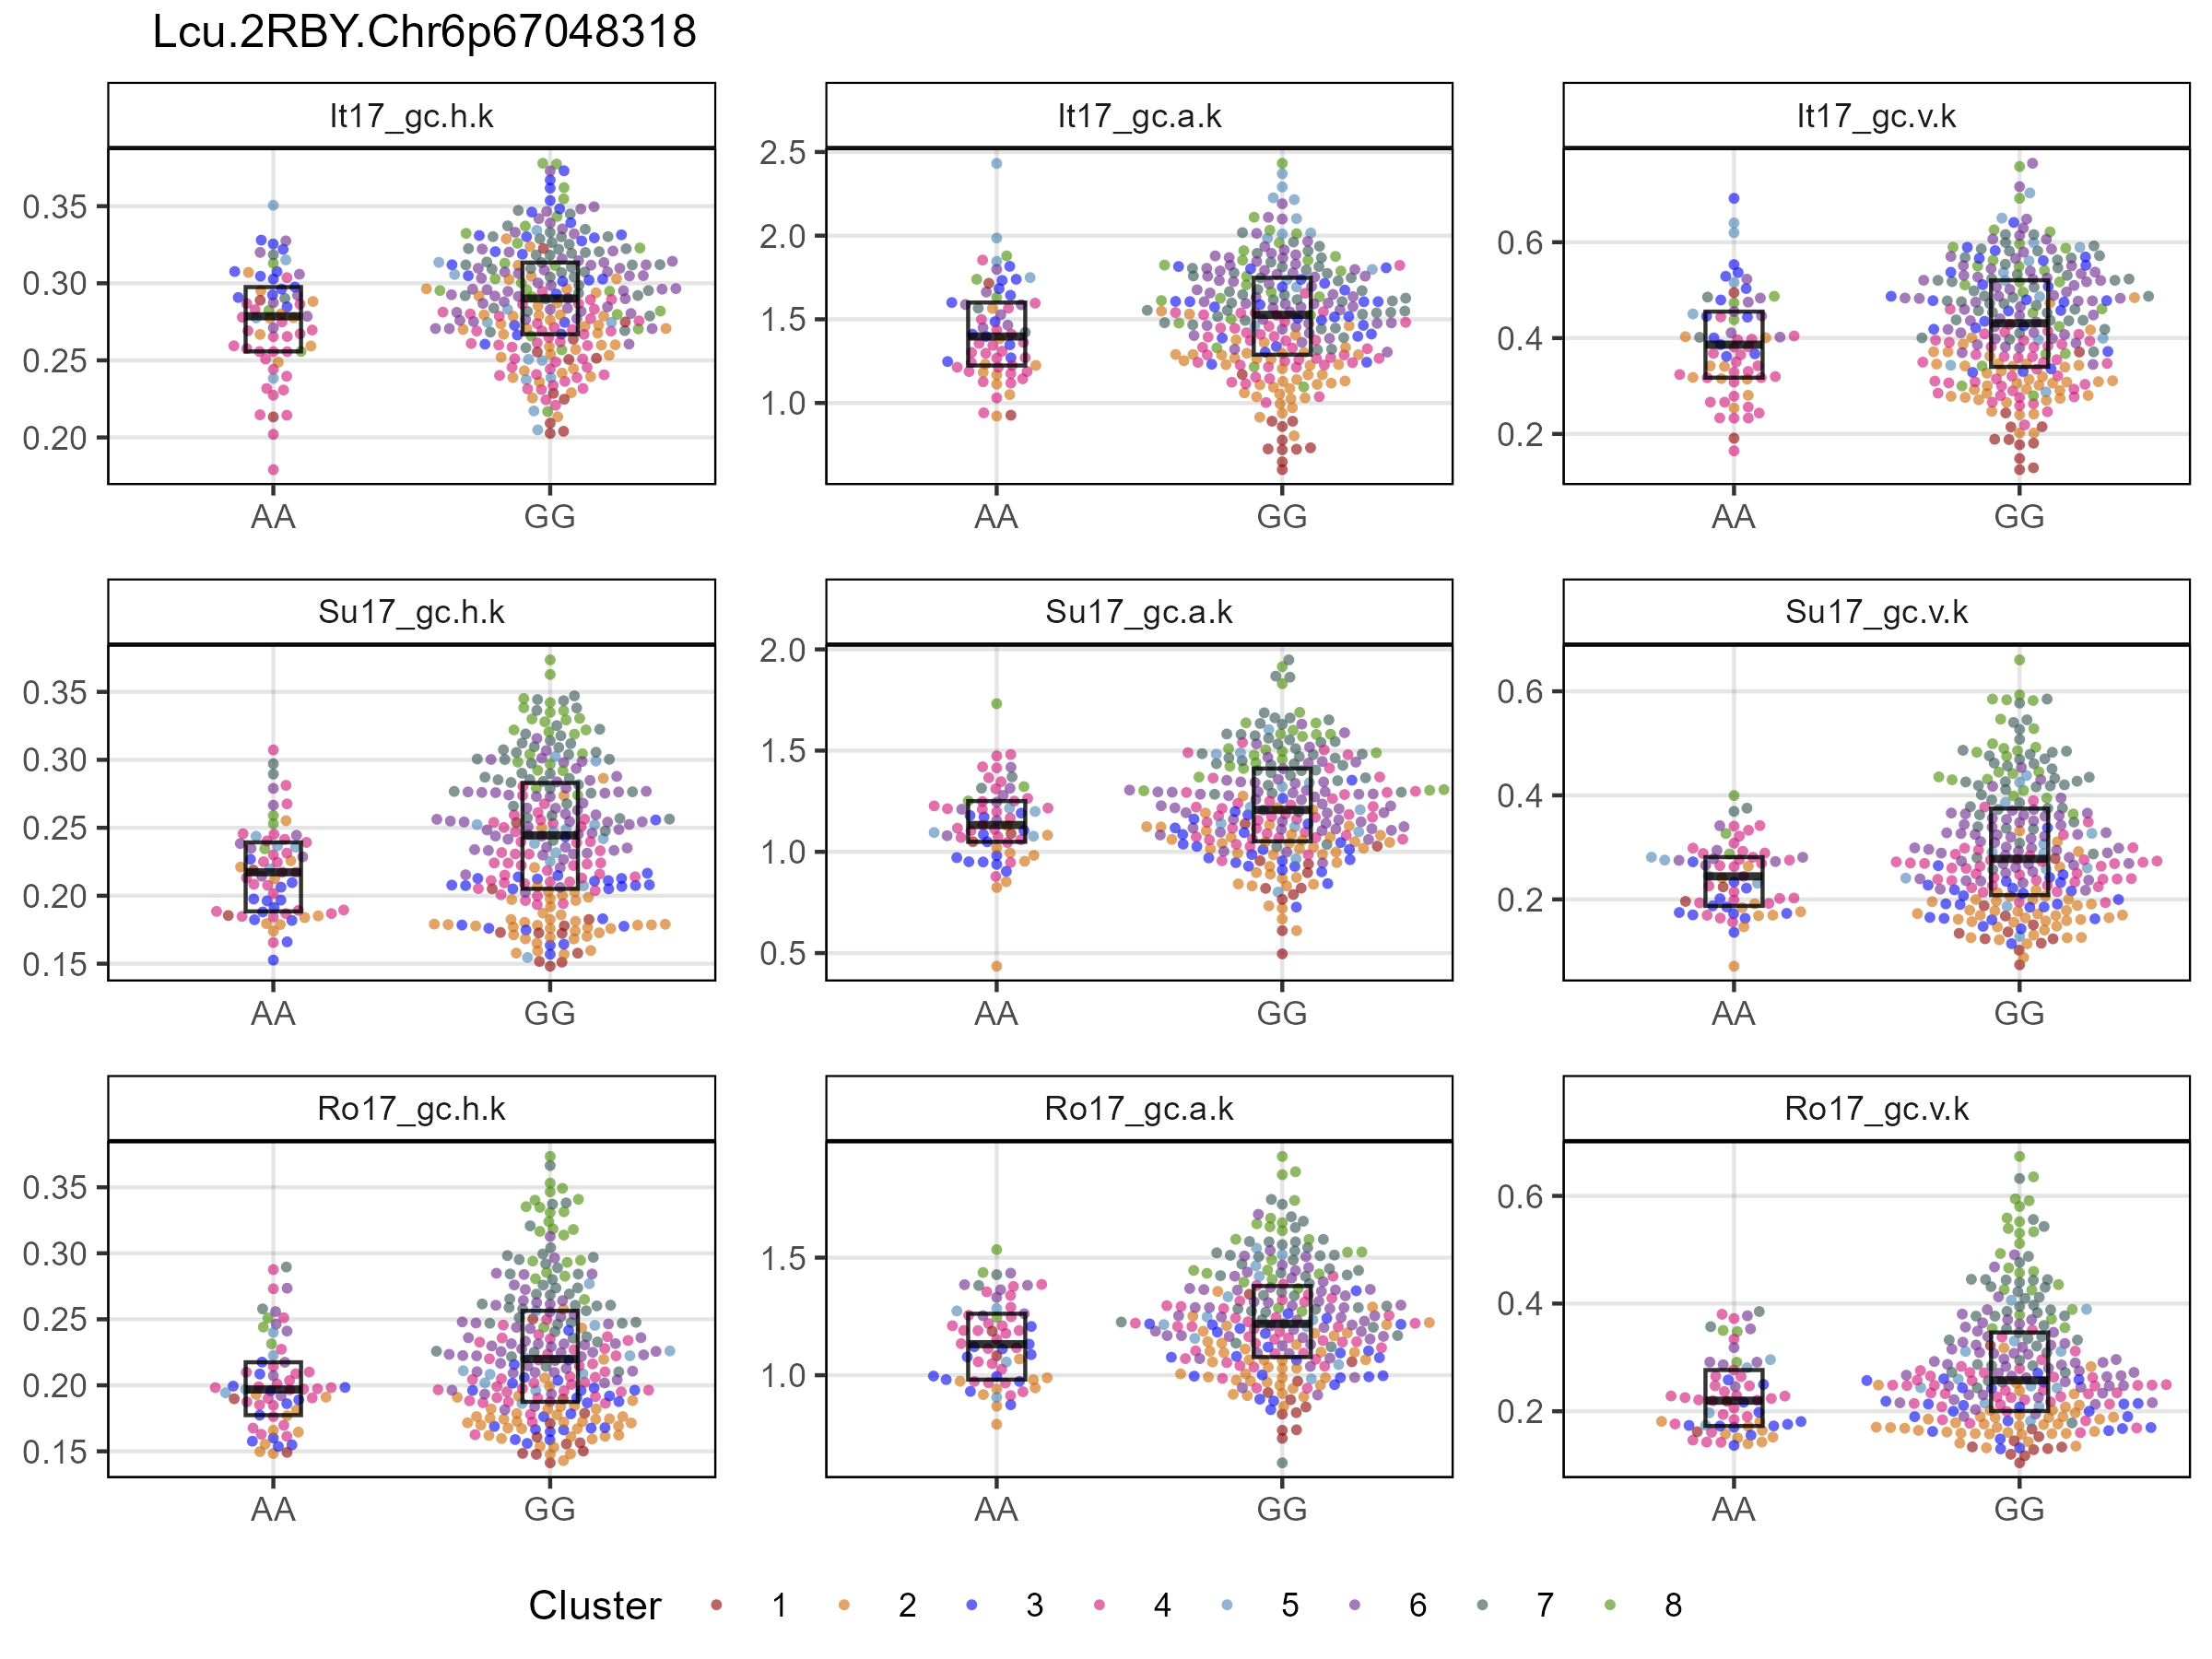 Lcu.2RBY.Chr6p67048318
It17_gc.h.k
It17_gc.a.k
It17_gc.v.k
0.35
0.30
0.25
0.20
AA GG
2.5
2.0
1.5
1.0
AA GG
0.6
0.4
0.2
AA GG
Su17_gc.h.k
Su17_gc.a.k
Su17_gc.v.k
0.35
0.30
0.25
0.20
0.15
AA GG
2.0
1.5
1.0
0.5
AA GG
0.6
0.4
0.2
AA GG
Ro17_gc.h.k
Ro17_gc.a.k
Ro17_gc.v.k
0.35
0.30
0.25
0.20
0.15
AA GG
1.5
1.0
AA GG
0.6
0.4
0.2
AA GG
Cluster 1 2 3 4 5 6 7 8